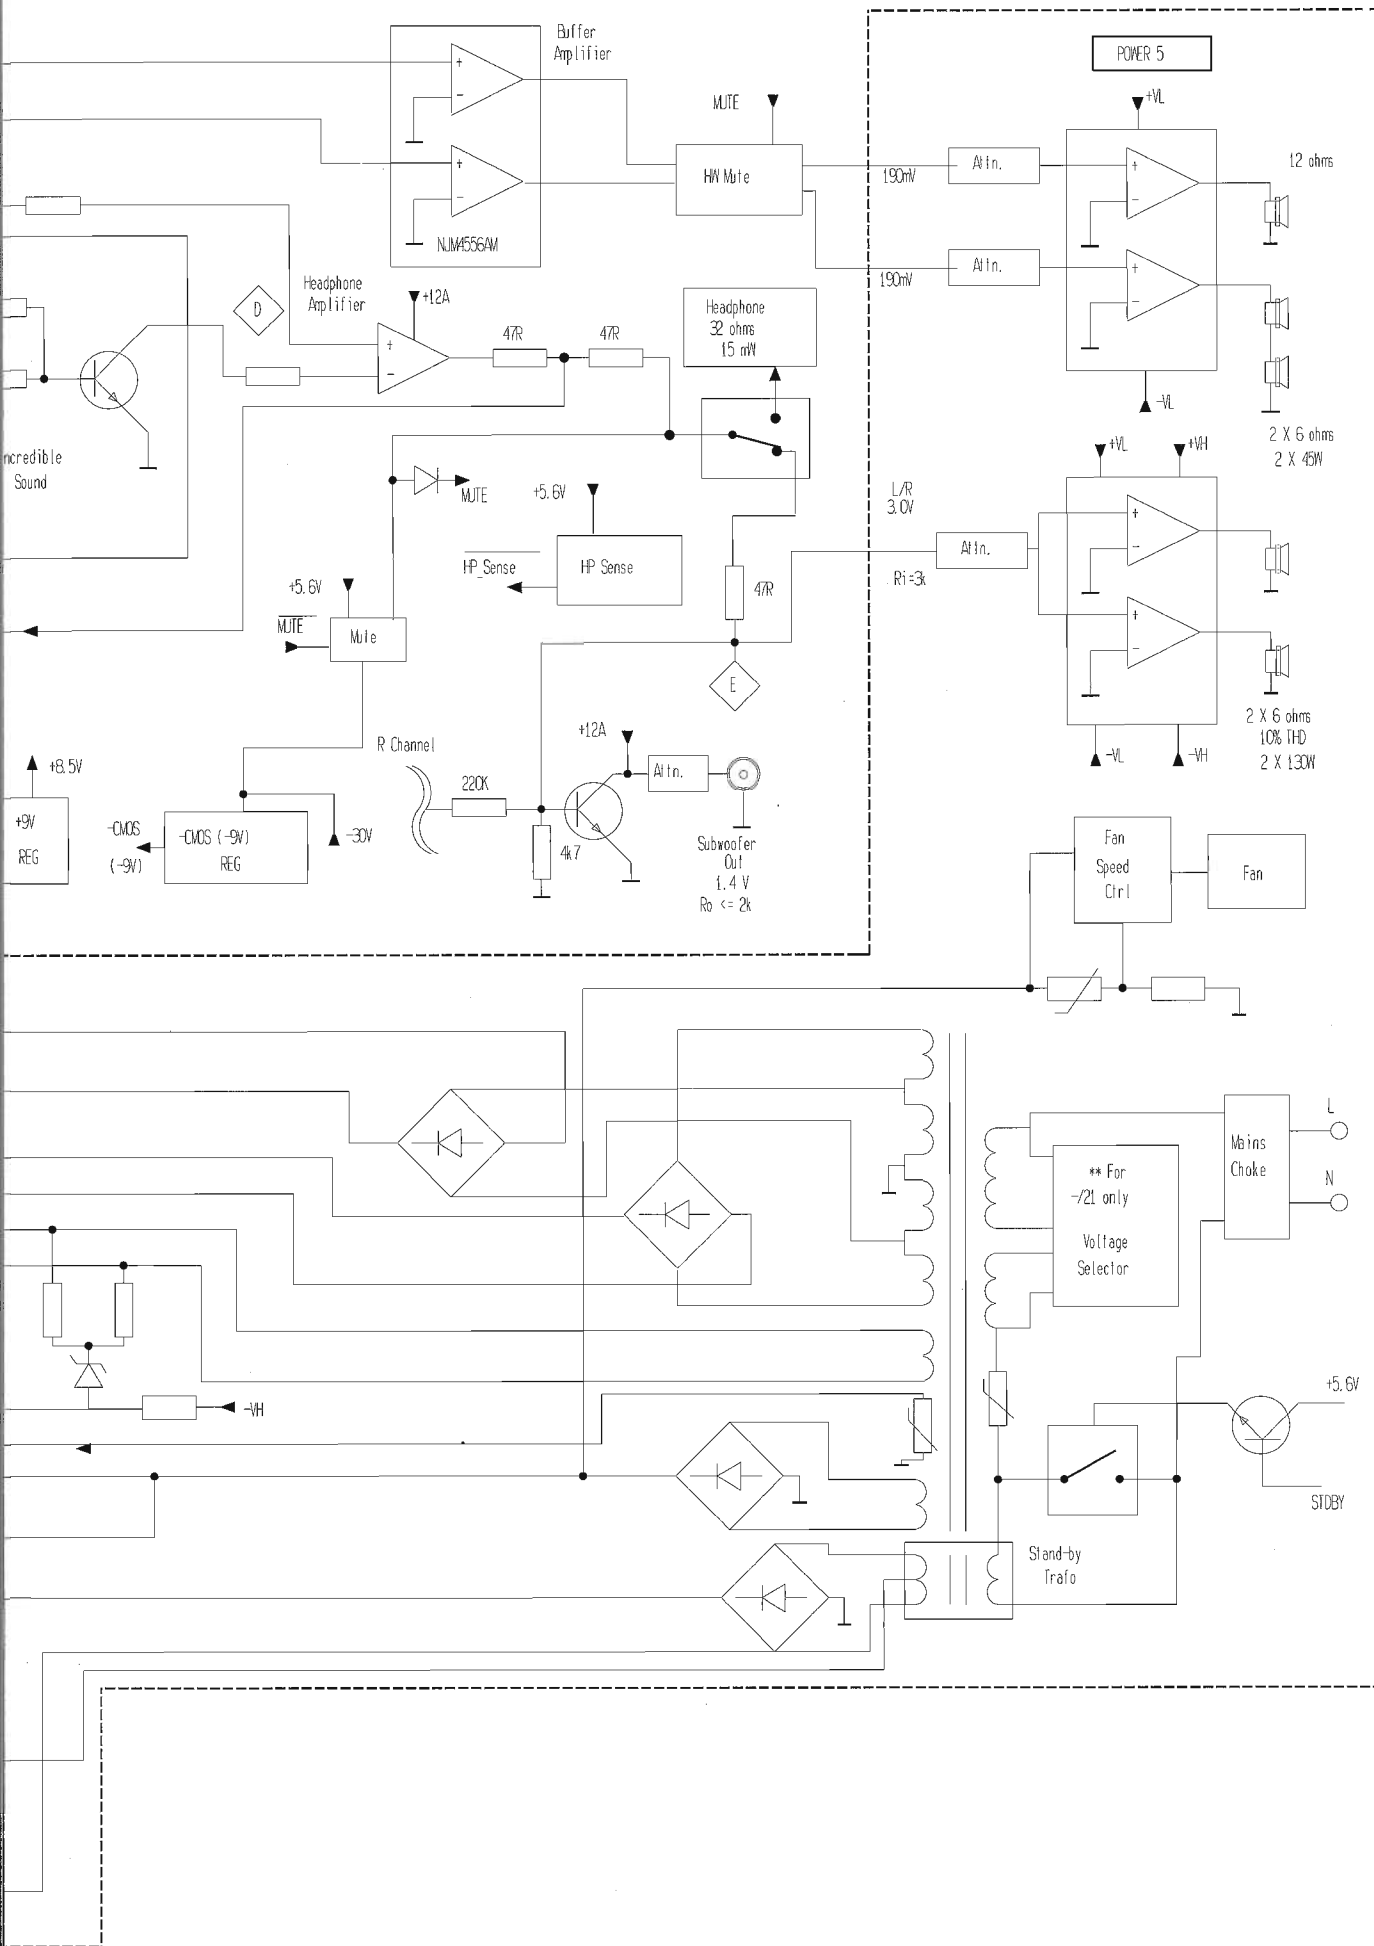 Buffer
Amplifier
POWER 5
+VL
MUTE
HW Mute
190mV
Attn.
12 ohms
NJM4556AM
190mV
Attn.
Headphone
Amplifier
D
+12A
47R
47R
Headphone
32 ohms
15 mW
-VL
2 X 6 ohms
2 X 45W
ncredible
Sound
MUTE
+5.6V
HP_Sense
HP Sense
L/R
3.0V
+VL
+VH
Attn.
Ri=3k
+5.6V
MUTE
Mute
47R
E
2 X 6 ohms
10% THD
2 X 130W
-VL
-VH
+8.5V
R Channel
+12A
Attn.
220K
4k7
Subwoofer
Out
1.4 V
Ro <= 2k
+9V
REG
-CMOS
(-9V)
-CMOS (-9V)
REG
-30V
Fan
Speed
Ctrl
Fan
L
N
Mains
Choke
** For
-/21 only
Voltage
Selector
-VH
+5.6V
STDBY
Stand-by
Trafo